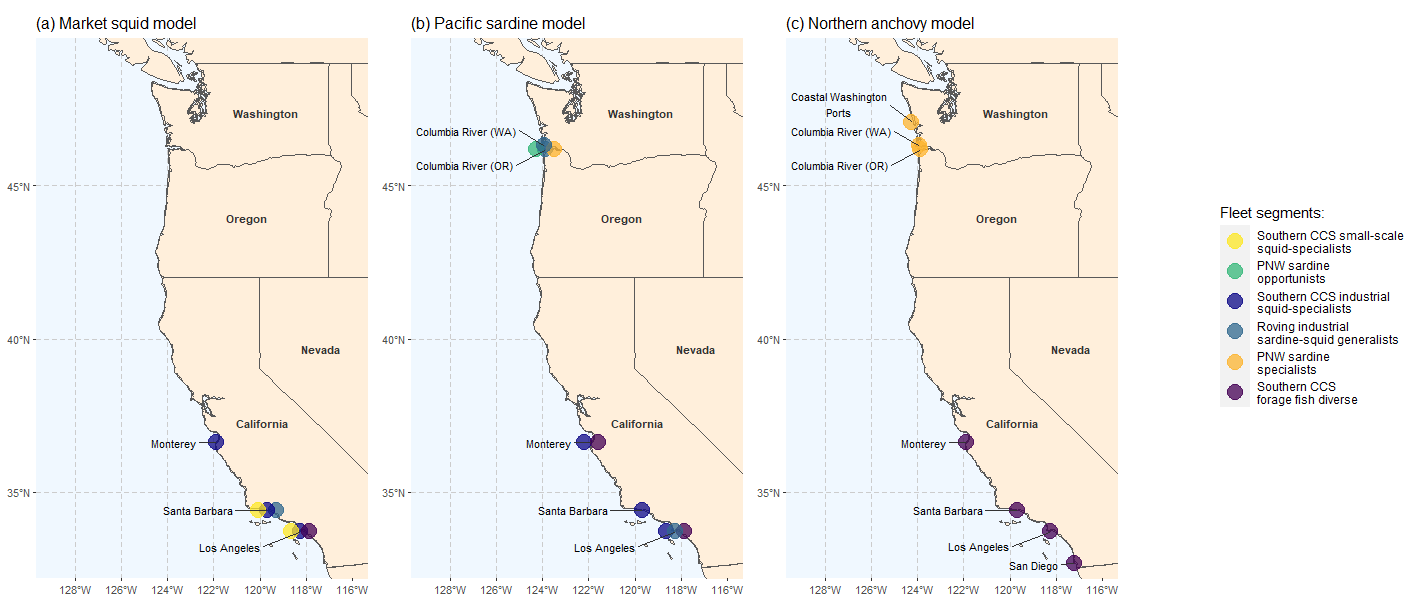 (a) Market squid model
(b) Pacific sardine model
(c) Northern anchovy model
Washington
Oregon
Nevada
California
Monterey
Santa Barbara
Los Angeles
45°N
40°N
35°N
128°W 126°W 124°W 122°W 120°W 118°W 116°W
Washington
Columbia River (WA)
Columbia River (OR)
Oregon
Nevada
California
Monterey
Santa Barbara
Los Angeles
45°N
40°N
35°N
128°W 126°W 124°W 122°W 120°W 118°W 116°W
Coastal Washington
Ports
Washington
Columbia River (WA)
Columbia River (OR)
Oregon
Nevada
California
Monterey
Santa Barbara
Los Angeles
San Diego
45°N
40°N
35°N
128°W 126°W 124°W 122°W 120°W 118°W 116°W
Fleet segments:
Southern CCS small-scale
squid-specialists
PNW sardine
opportunists
Southern CCS industrial
squid-specialists
Roving industrial
sardine-squid generalists
PNW sardine
specialists
Southern CCS
forage fish diverse